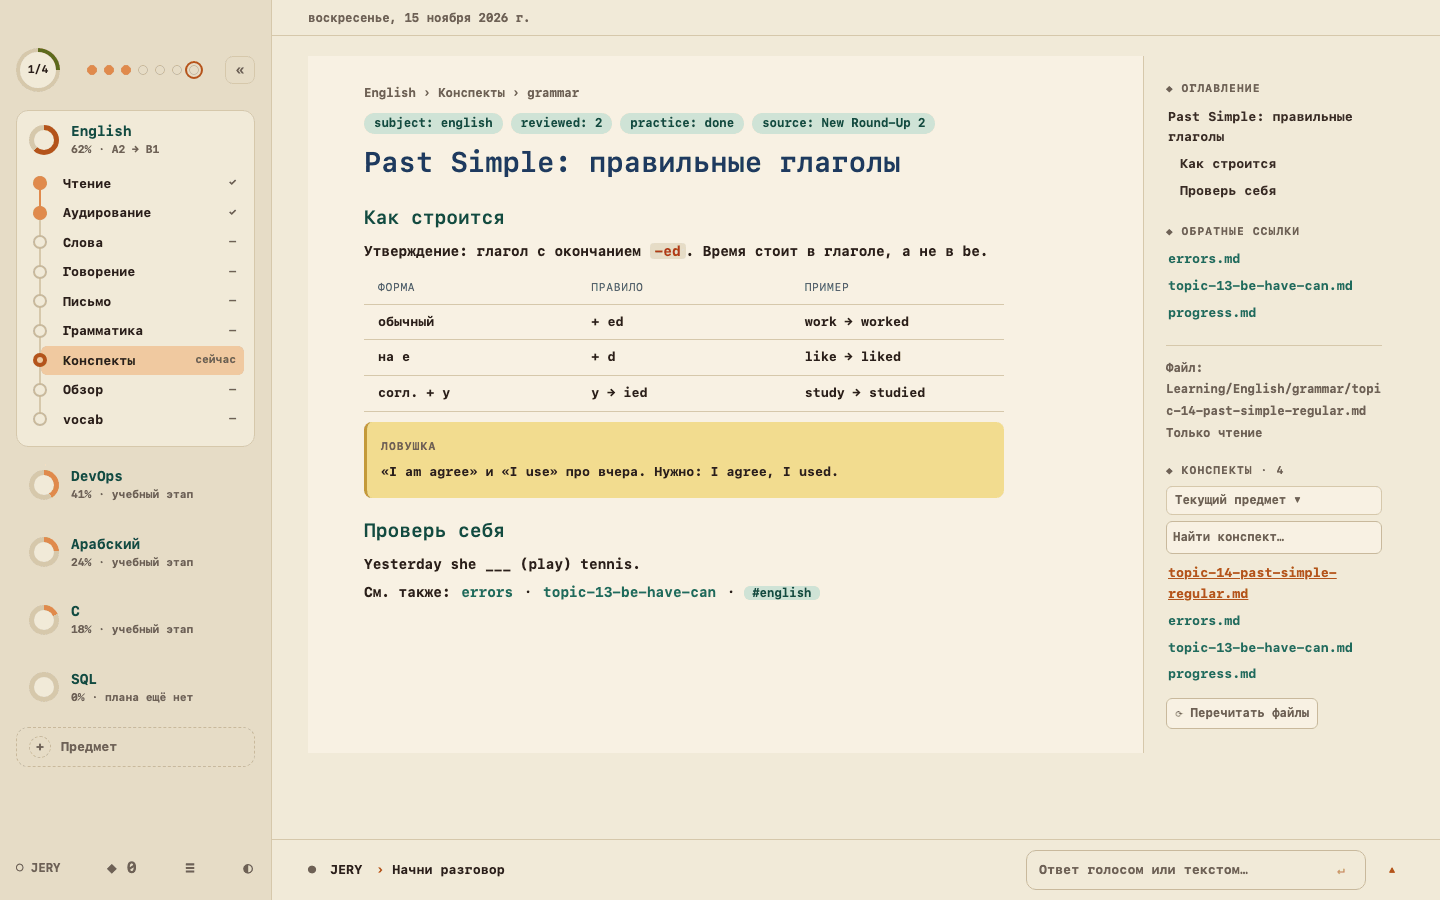 1/4
«
English
62% · A2 → B1
Чтение ✓
Аудирование ✓
Слова —
Говорение —
Письмо —
Грамматика —
Конспекты сейчас
Обзор —
vocab —
DevOps
41% · учебный этап
Арабский
24% · учебный этап
C
18% · учебный этап
SQL
0% · плана ещё нет
+ Предмет
○ JERY ◆ 0 ≡ ◐
воскресенье, 15 ноября 2026 г.
English › Конспекты › grammar
subject: english reviewed: 2 practice: done source: New Round-Up 2
Past Simple: правильные глаголы
Как строится
Утверждение: глагол с окончанием -ed. Время стоит в глаголе, а не в be.
ФОРМА ПРАВИЛО ПРИМЕР
обычный + ed work → worked
на e + d like → liked
согл. + y y → ied study → studied
ЛОВУШКА
«I am agree» и «I use» про вчера. Нужно: I agree, I used.
Проверь себя
Yesterday she ___ (play) tennis.
См. также: errors · topic-13-be-have-can · #english
◆ ОГЛАВЛЕНИЕ
Past Simple: правильные
глаголы
Как строится
Проверь себя
◆ ОБРАТНЫЕ ССЫЛКИ
errors.md
topic-13-be-have-can.md
progress.md
Файл:
Learning/English/grammar/topi
c-14-past-simple-regular.md
Только чтение
◆ КОНСПЕКТЫ · 4
Текущий предмет ▾
Найти конспект…
topic-14-past-simple-
regular.md
errors.md
topic-13-be-have-can.md
progress.md
⟳ Перечитать файлы
● JERY › Начни разговор
Ответ голосом или текстом… ↵ ▲